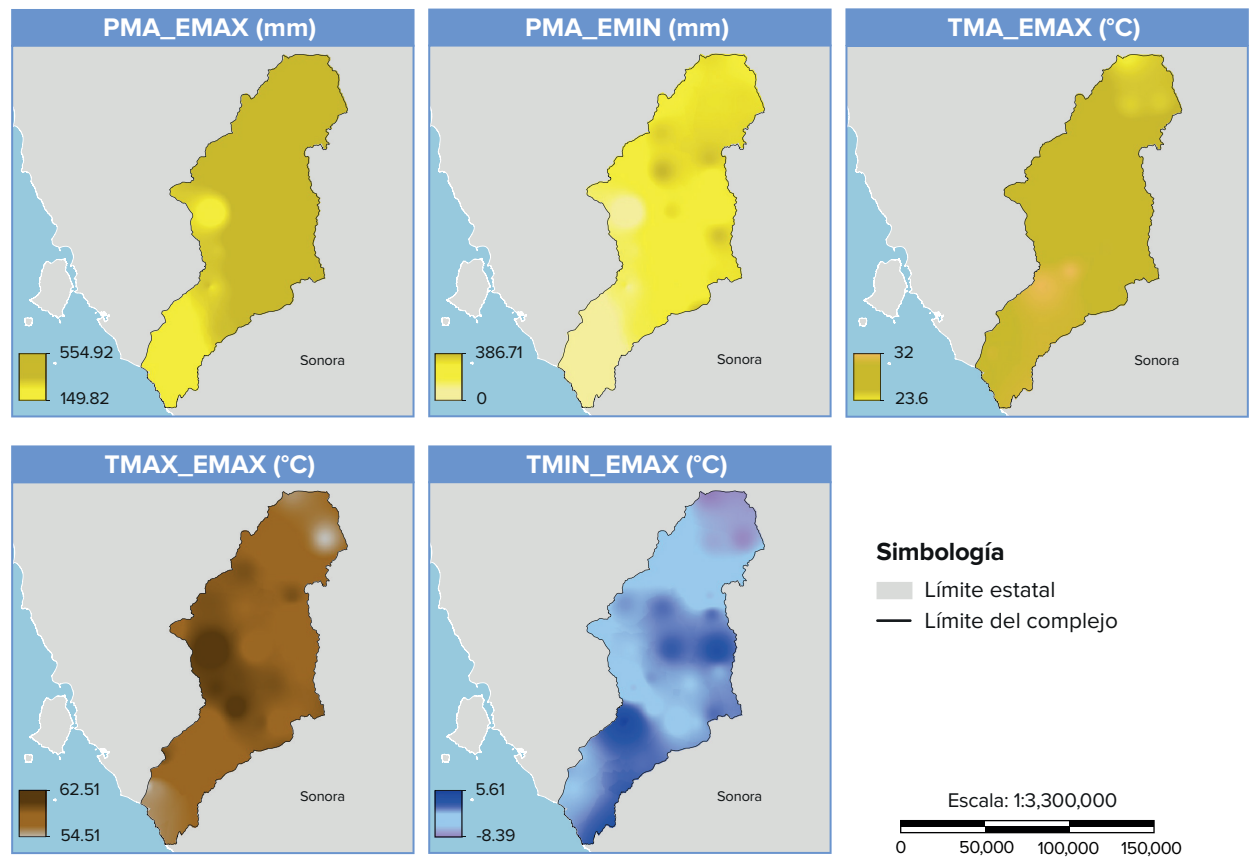 PMA_EMAX (mm)
554.92
149.82
Sonora
PMA_EMIN (mm)
386.71
0
Sonora
TMA_EMAX (°C)
32
23.6
Sonora
TMAX_EMAX (°C)
62.51
54.51
Sonora
TMIN_EMAX (°C)
5.61
-8.39
Sonora
Simbología
Límite estatal
Límite del complejo
Escala: 1:3,300,000
0 50,000 100,000 150,000